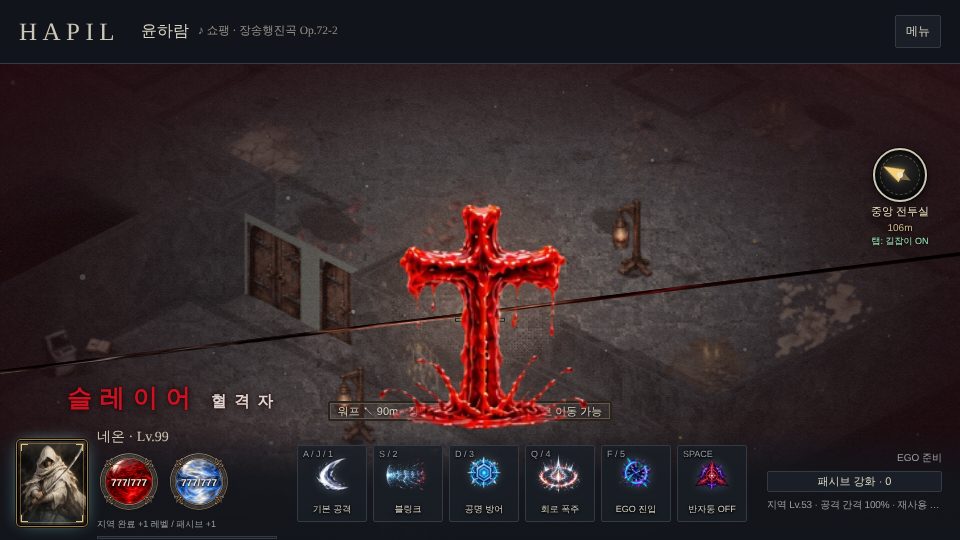 HAPIL 윤하람 ♪ 쇼팽 · 장송행진곡 Op.72-2
메뉴
중앙 전투실
106m
탭: 길잡이 ON
슬레이어 혈격자
워프 ↖ 90m
이동 가능
네온 · Lv.99
777/777 777/777
지역 완료 +1 레벨 / 패시브 +1
A / J / 1 S / 2 D / 3 Q / 4 F / 5 SPACE
기본 공격 블링크 공명 방어 회로 폭주 EGO 진입 반자동 OFF
EGO 준비
패시브 강화 · 0
지역 Lv.53 · 공격 간격 100% · 재사용 ...